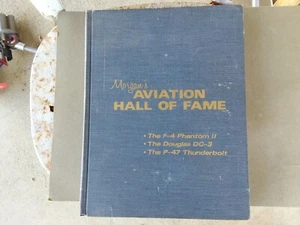 Morgan's
AVIATION
HALL OF FAME
• The F-4 Phantom II
• The Douglas DC-3
• The P-47 Thunderbolt